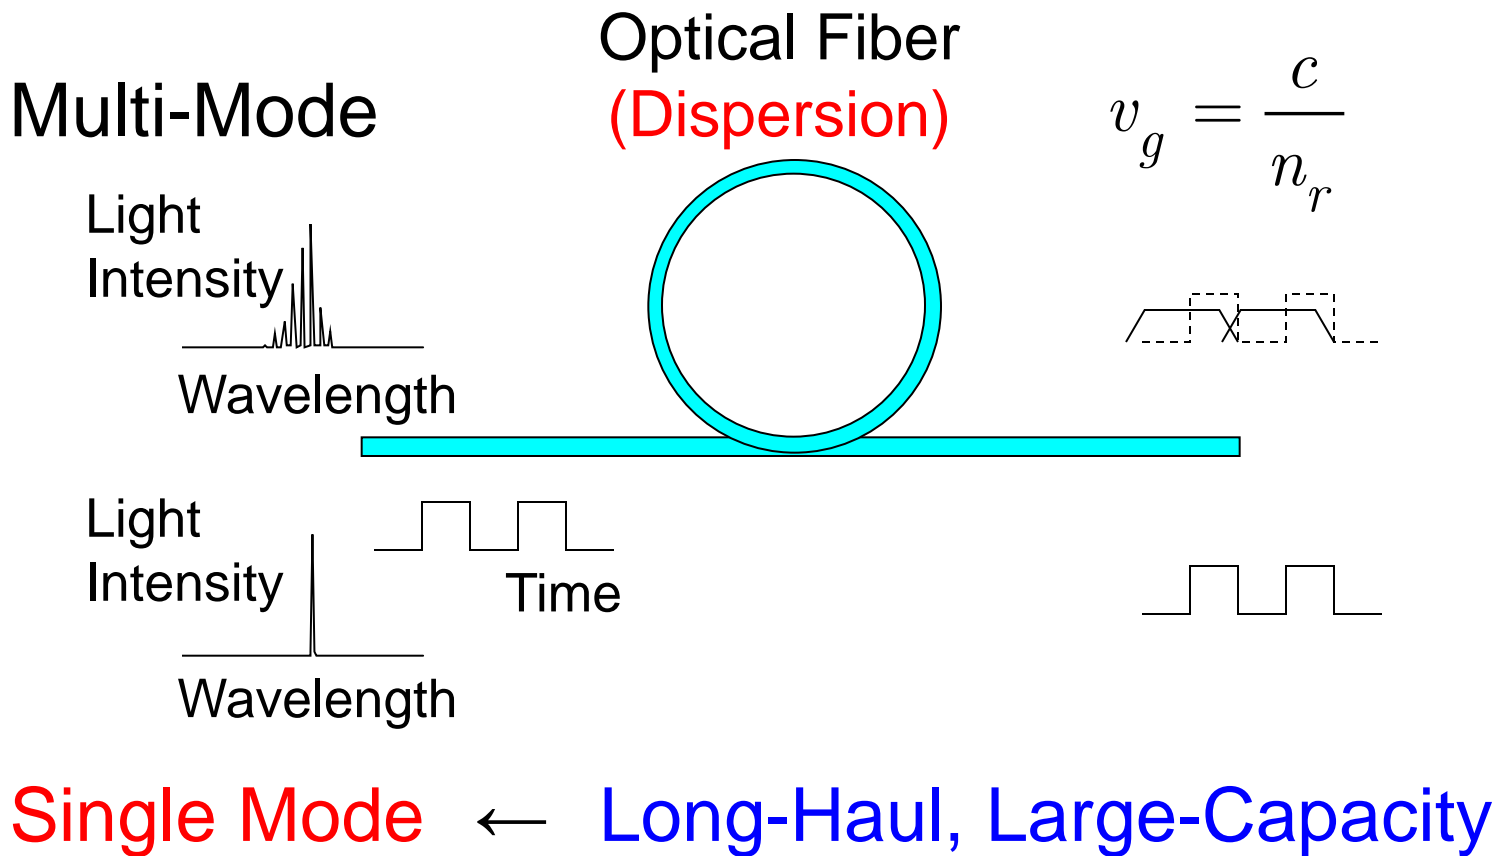 Optical Fiber
(Dispersion)
Multi-Mode
v_g = c / n_r
Light
Intensity
Wavelength
Light
Intensity
Time
Wavelength
Single Mode ← Long-Haul, Large-Capacity